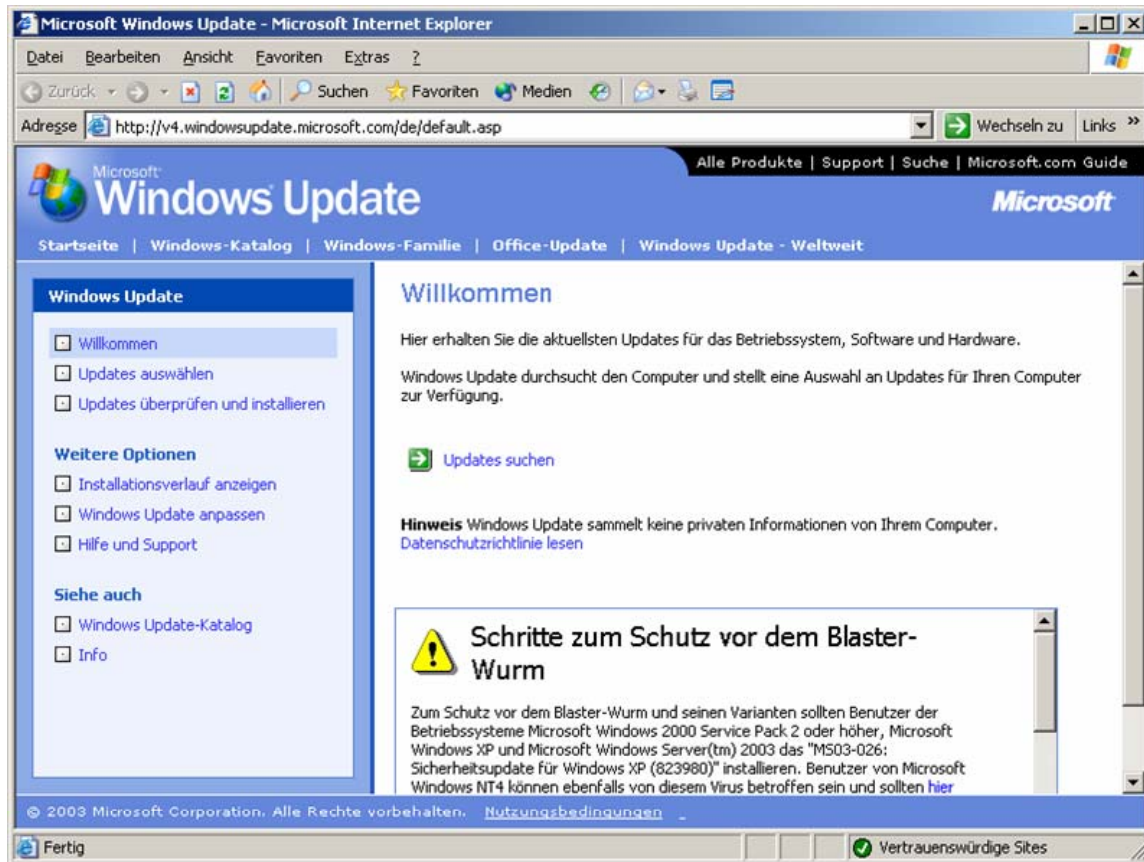 Microsoft Windows Update - Microsoft Internet Explorer
Datei Bearbeiten Ansicht Favoriten Extras ?
Zurück Suchen Favoriten Medien
Adresse http://v4.windowsupdate.microsoft.com/de/default.asp Wechseln zu Links »
Alle Produkte | Support | Suche | Microsoft.com Guide
Microsoft
Windows Update
Microsoft
Startseite | Windows-Katalog | Windows-Familie | Office-Update | Windows Update - Weltweit
Windows Update
Willkommen
Updates auswählen
Updates überprüfen und installieren
Weitere Optionen
Installationsverlauf anzeigen
Windows Update anpassen
Hilfe und Support
Siehe auch
Windows Update-Katalog
Info
Willkommen
Hier erhalten Sie die aktuellsten Updates für das Betriebssystem, Software und Hardware.
Windows Update durchsucht den Computer und stellt eine Auswahl an Updates für Ihren Computer
zur Verfügung.
Updates suchen
Hinweis Windows Update sammelt keine privaten Informationen von Ihrem Computer.
Datenschutzrichtlinie lesen
Schritte zum Schutz vor dem Blaster-
Wurm
Zum Schutz vor dem Blaster-Wurm und seinen Varianten sollten Benutzer der
Betriebssysteme Microsoft Windows 2000 Service Pack 2 oder höher, Microsoft
Windows XP und Microsoft Windows Server(tm) 2003 das "MS03-026:
Sicherheitsupdate für Windows XP (823980)" installieren. Benutzer von Microsoft
Windows NT4 können ebenfalls von diesem Virus betroffen sein und sollten hier
© 2003 Microsoft Corporation. Alle Rechte vorbehalten. Nutzungsbedingungen
Fertig Vertrauenswürdige Sites